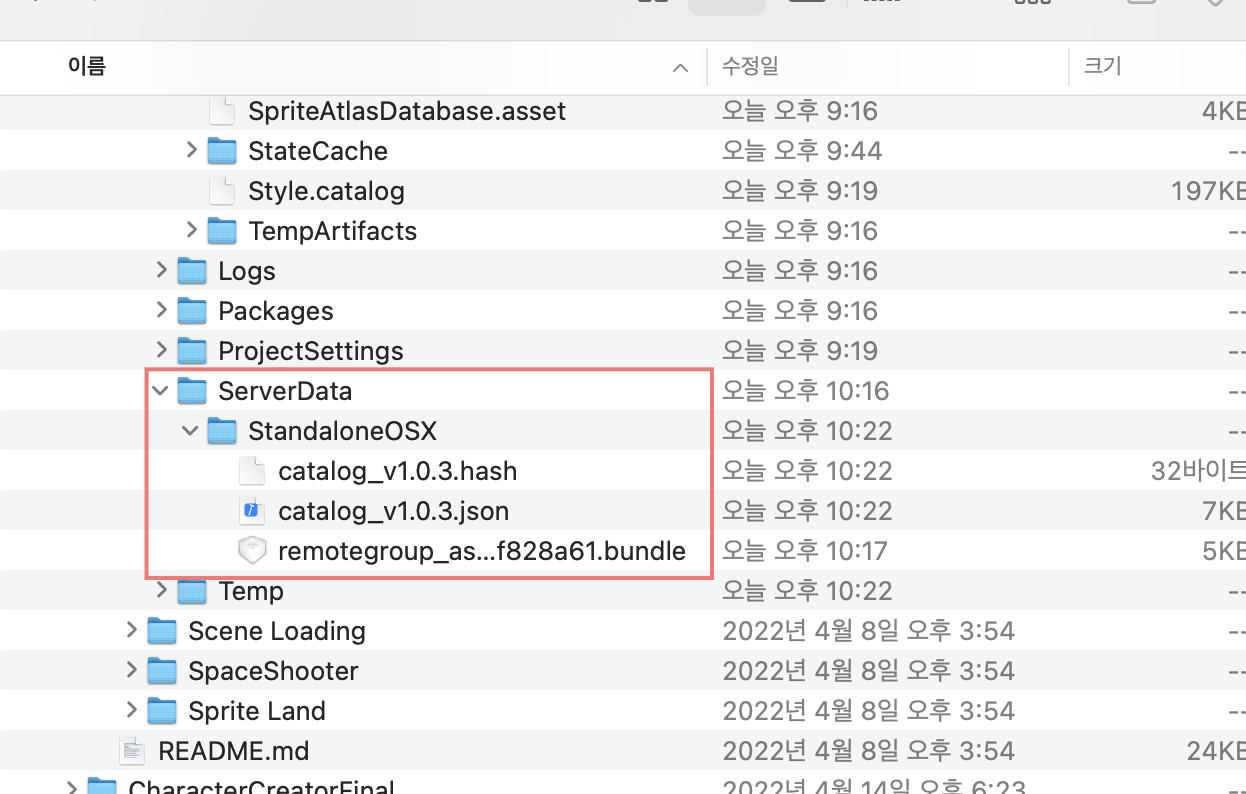 이름 수정일 크기
SpriteAtlasDatabase.asset 오늘 오후 9:16 4KB
StateCache 오늘 오후 9:44 --
Style.catalog 오늘 오후 9:19 197KB
TempArtifacts 오늘 오후 9:16 --
Logs 오늘 오후 9:16 --
Packages 오늘 오후 9:16 --
ProjectSettings 오늘 오후 9:19 --
ServerData 오늘 오후 10:16 --
StandaloneOSX 오늘 오후 10:22 --
catalog_v1.0.3.hash 오늘 오후 10:22 32바이트
catalog_v1.0.3.json 오늘 오후 10:22 7KB
remotegroup_as...f828a61.bundle 오늘 오후 10:17 5KB
Temp 오늘 오후 10:22 --
Scene Loading 2022년 4월 8일 오후 3:54 --
SpaceShooter 2022년 4월 8일 오후 3:54 --
Sprite Land 2022년 4월 8일 오후 3:54 --
README.md 2022년 4월 8일 오후 3:54 24KB
CharacterCreatorFinal 2022년 4월 14일 오후 6:23 --